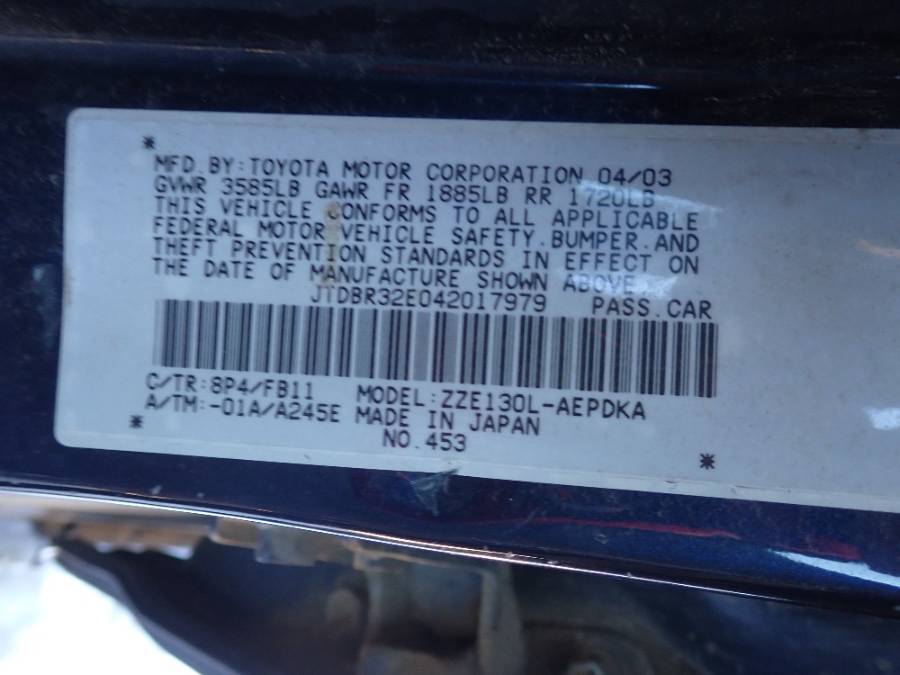 *
MFD. BY: TOYOTA MOTOR CORPORATION 04/03
GVWR 3585LB GAWR FR 1885LB RR 1720LB
THIS VEHICLE CONFORMS TO ALL APPLICABLE
FEDERAL MOTOR VEHICLE SAFETY. BUMPER. AND
THEFT PREVENTION STANDARDS IN EFFECT ON
THE DATE OF MANUFACTURE SHOWN ABOVE.
JTDBR32E042017979 PASS. CAR
C/TR: 8P4/FB11 MODEL: ZZE130L-AEPDKA
A/TM: -01A/A245E MADE IN JAPAN
* NO. 453 *